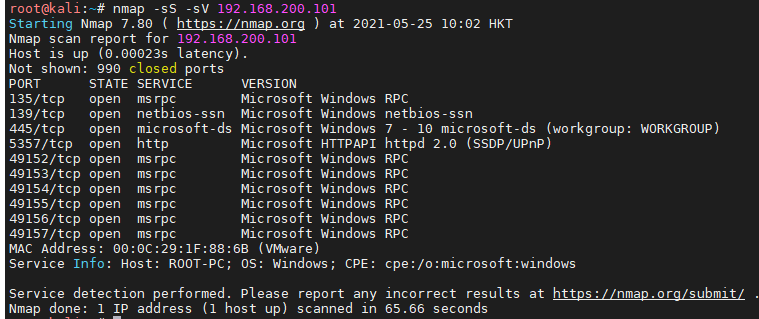 root@kali:~# nmap -sS -sV 192.168.200.101
Starting Nmap 7.80 ( https://nmap.org ) at 2021-05-25 10:02 HKT
Nmap scan report for 192.168.200.101
Host is up (0.00023s latency).
Not shown: 990 closed ports
PORT      STATE SERVICE      VERSION
135/tcp   open  msrpc        Microsoft Windows RPC
139/tcp   open  netbios-ssn  Microsoft Windows netbios-ssn
445/tcp   open  microsoft-ds Microsoft Windows 7 - 10 microsoft-ds (workgroup: WORKGROUP)
5357/tcp  open  http         Microsoft HTTPAPI httpd 2.0 (SSDP/UPnP)
49152/tcp open  msrpc        Microsoft Windows RPC
49153/tcp open  msrpc        Microsoft Windows RPC
49154/tcp open  msrpc        Microsoft Windows RPC
49155/tcp open  msrpc        Microsoft Windows RPC
49156/tcp open  msrpc        Microsoft Windows RPC
49157/tcp open  msrpc        Microsoft Windows RPC
MAC Address: 00:0C:29:1F:88:6B (VMware)
Service Info: Host: ROOT-PC; OS: Windows; CPE: cpe:/o:microsoft:windows

Service detection performed. Please report any incorrect results at https://nmap.org/submit/ .
Nmap done: 1 IP address (1 host up) scanned in 65.66 seconds